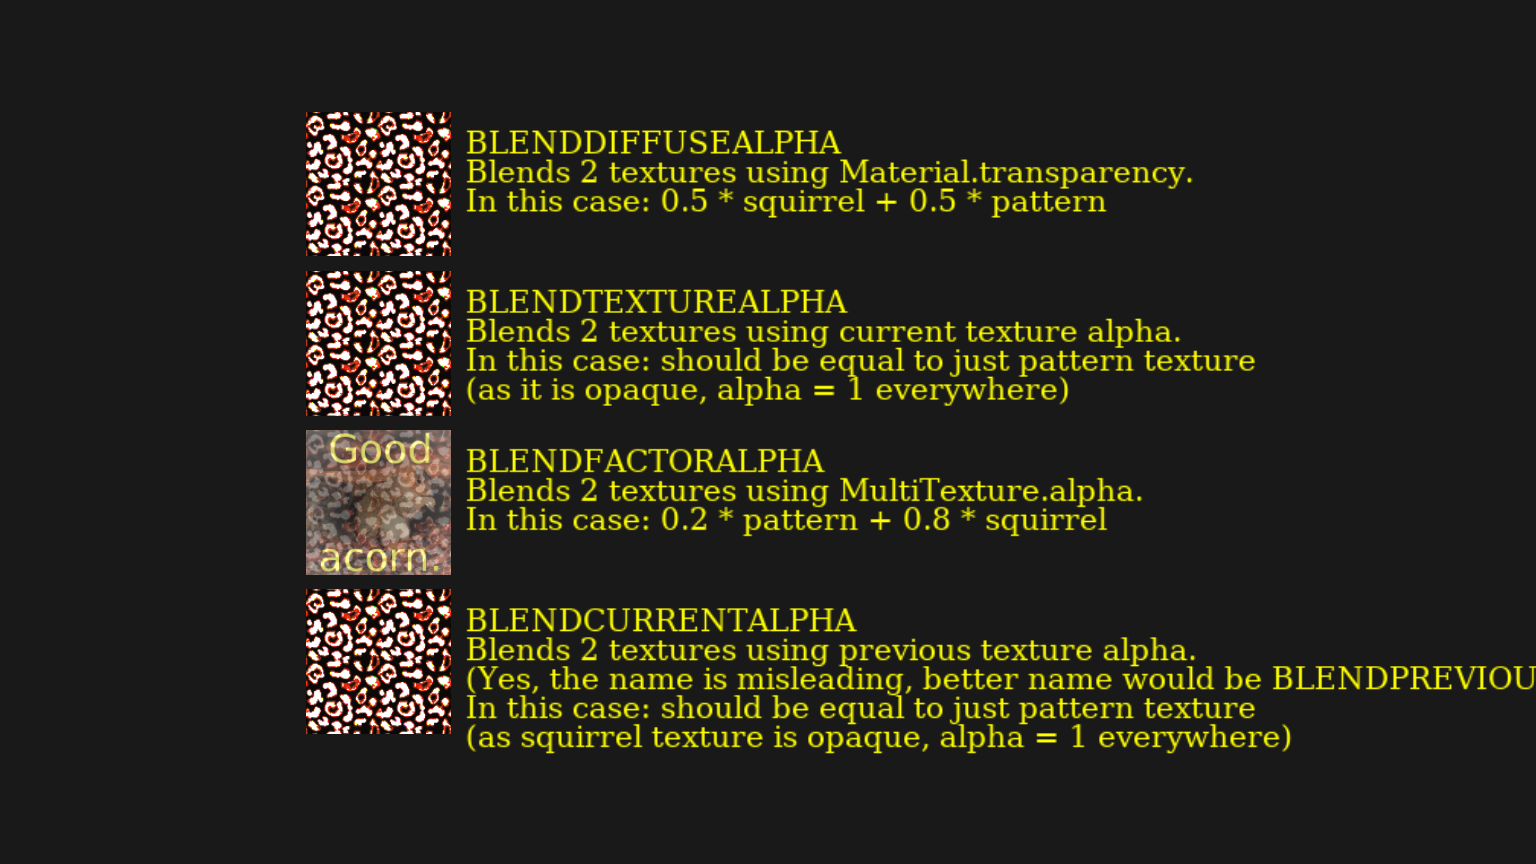 BLENDDIFFUSEALPHA
Blends 2 textures using Material.transparency.
In this case: 0.5 * squirrel + 0.5 * pattern
BLENDTEXTUREALPHA
Blends 2 textures using current texture alpha.
In this case: should be equal to just pattern texture
(as it is opaque, alpha = 1 everywhere)
Good
acorn.
BLENDFACTORALPHA
Blends 2 textures using MultiTexture.alpha.
In this case: 0.2 * pattern + 0.8 * squirrel
BLENDCURRENTALPHA
Blends 2 textures using previous texture alpha.
(Yes, the name is misleading, better name would be BLENDPREVIOU
In this case: should be equal to just pattern texture
(as squirrel texture is opaque, alpha = 1 everywhere)